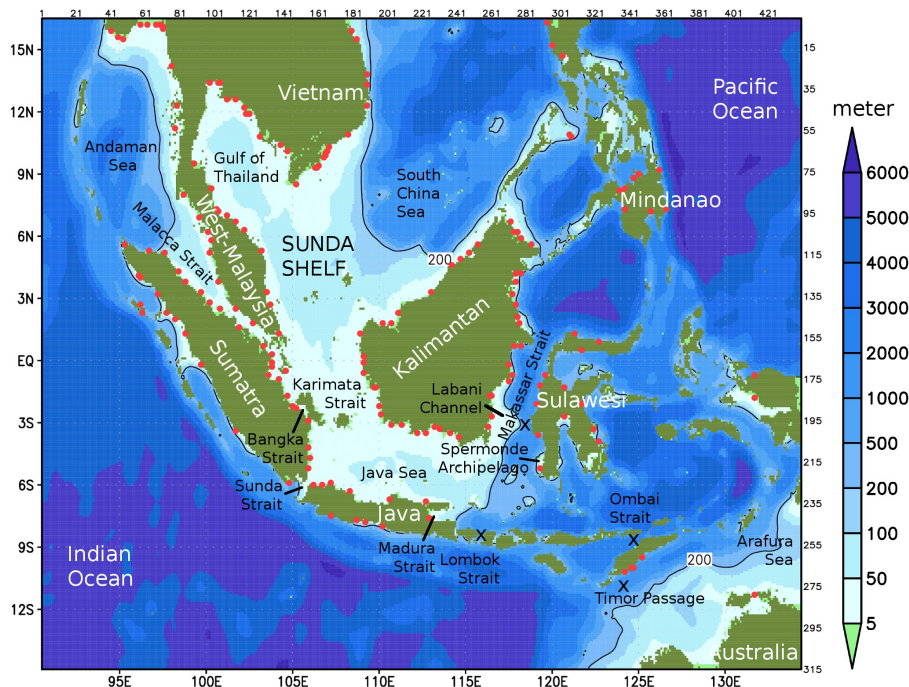 1 21 41 61 81 101 121 141 161 181 201 221 241 261 281 301 321 341 361 381 401 421
15N
12N
9N
6N
3N
EQ
3S
6S
9S
12S
95E 100E 105E 110E 115E 120E 125E 130E
15
35
55
75
95
115
135
155
175
195
215
235
255
275
295
315
meter
6000
5000
4000
3000
2000
1000
500
200
100
50
5
Vietnam
Pacific
Ocean
Andaman
Sea
Gulf of
Thailand
South
China
Sea
Mindanao
Malacca Strait
West-Malaysia
SUNDA
SHELF
200
Kalimantan
Sumatra
Karimata
Strait
Labani
Channel
Makassar Strait
Sulawesi
Bangka
Strait
Spermonde
Archipelago
X
Java Sea
Sunda
Strait
Java
Ombai
Strait
X
X
Indian
Ocean
Madura
Strait
Lombok
Strait
Arafura
Sea
200
X
Timor Passage
Australia